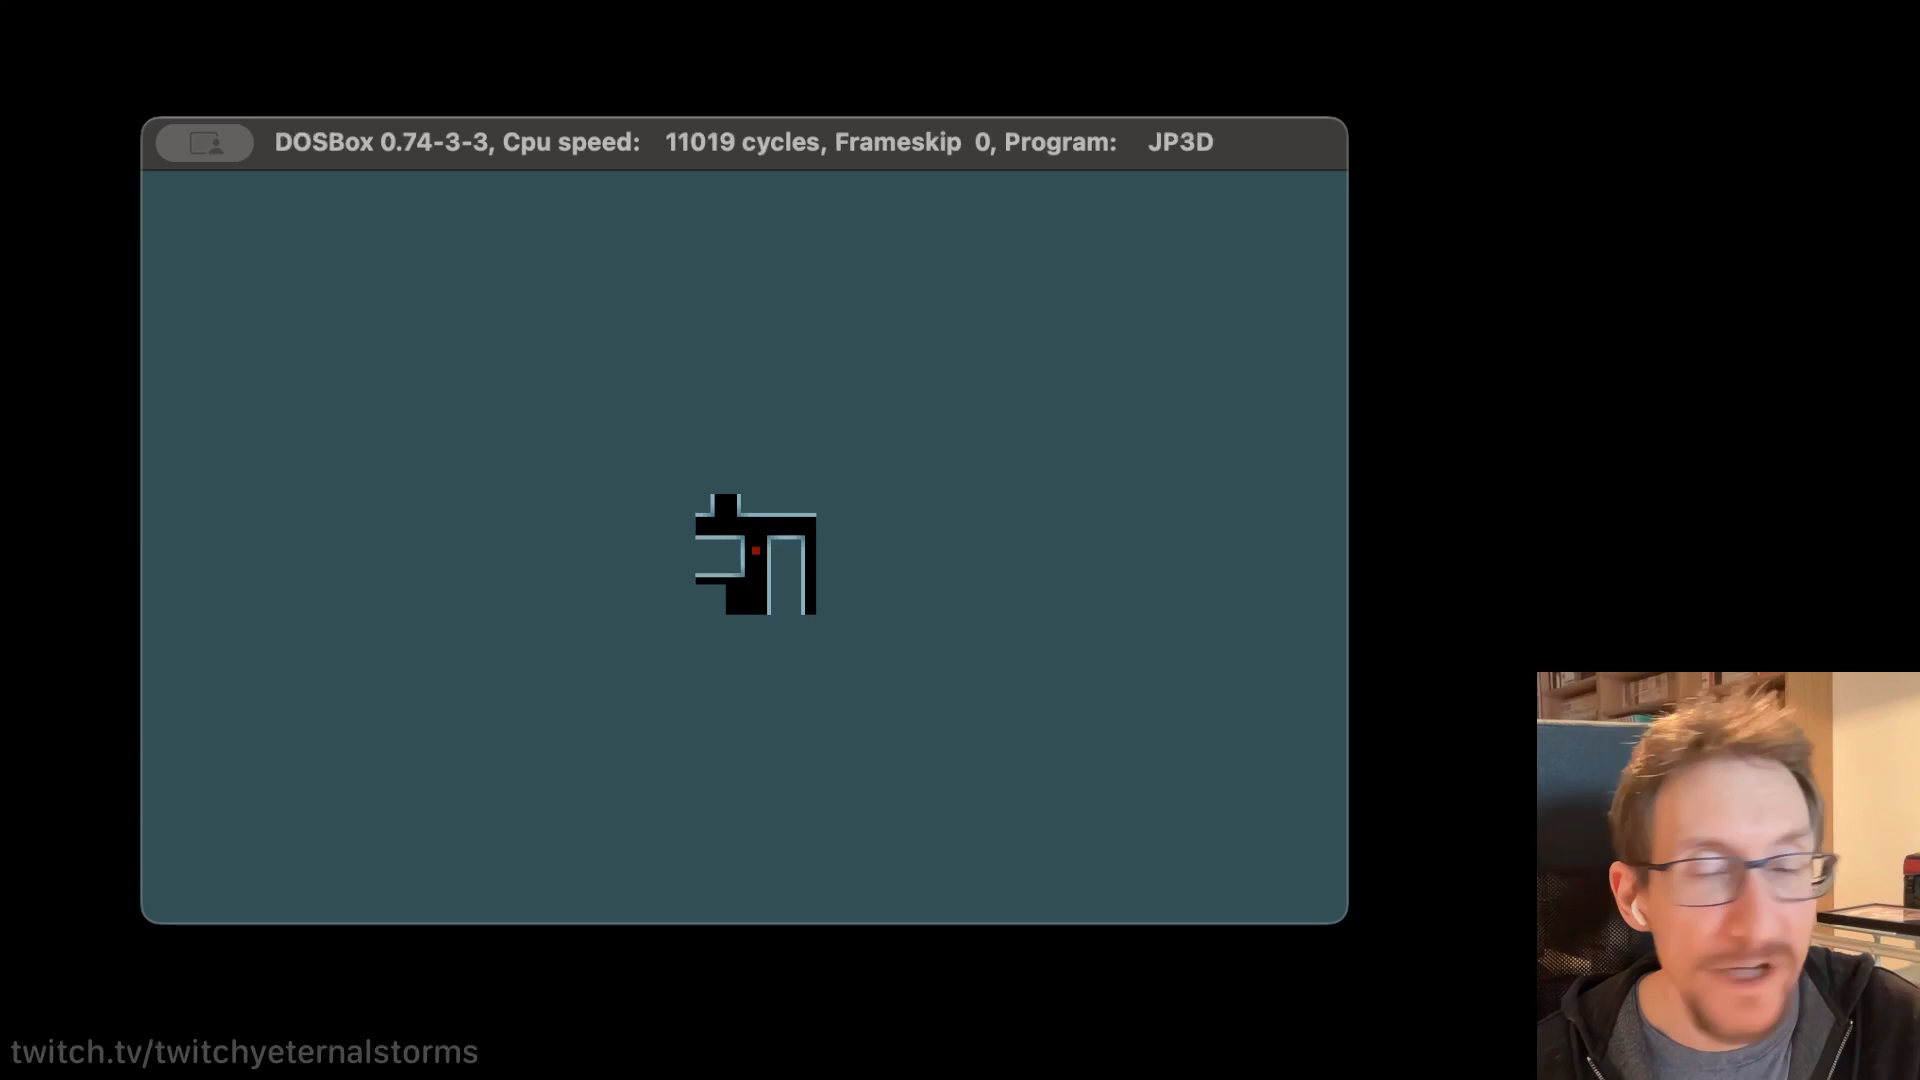 DOSBox 0.74-3-3, Cpu speed: 11019 cycles, Frameskip 0, Program: JP3D
twitch.tv/twitchyeternalstorms